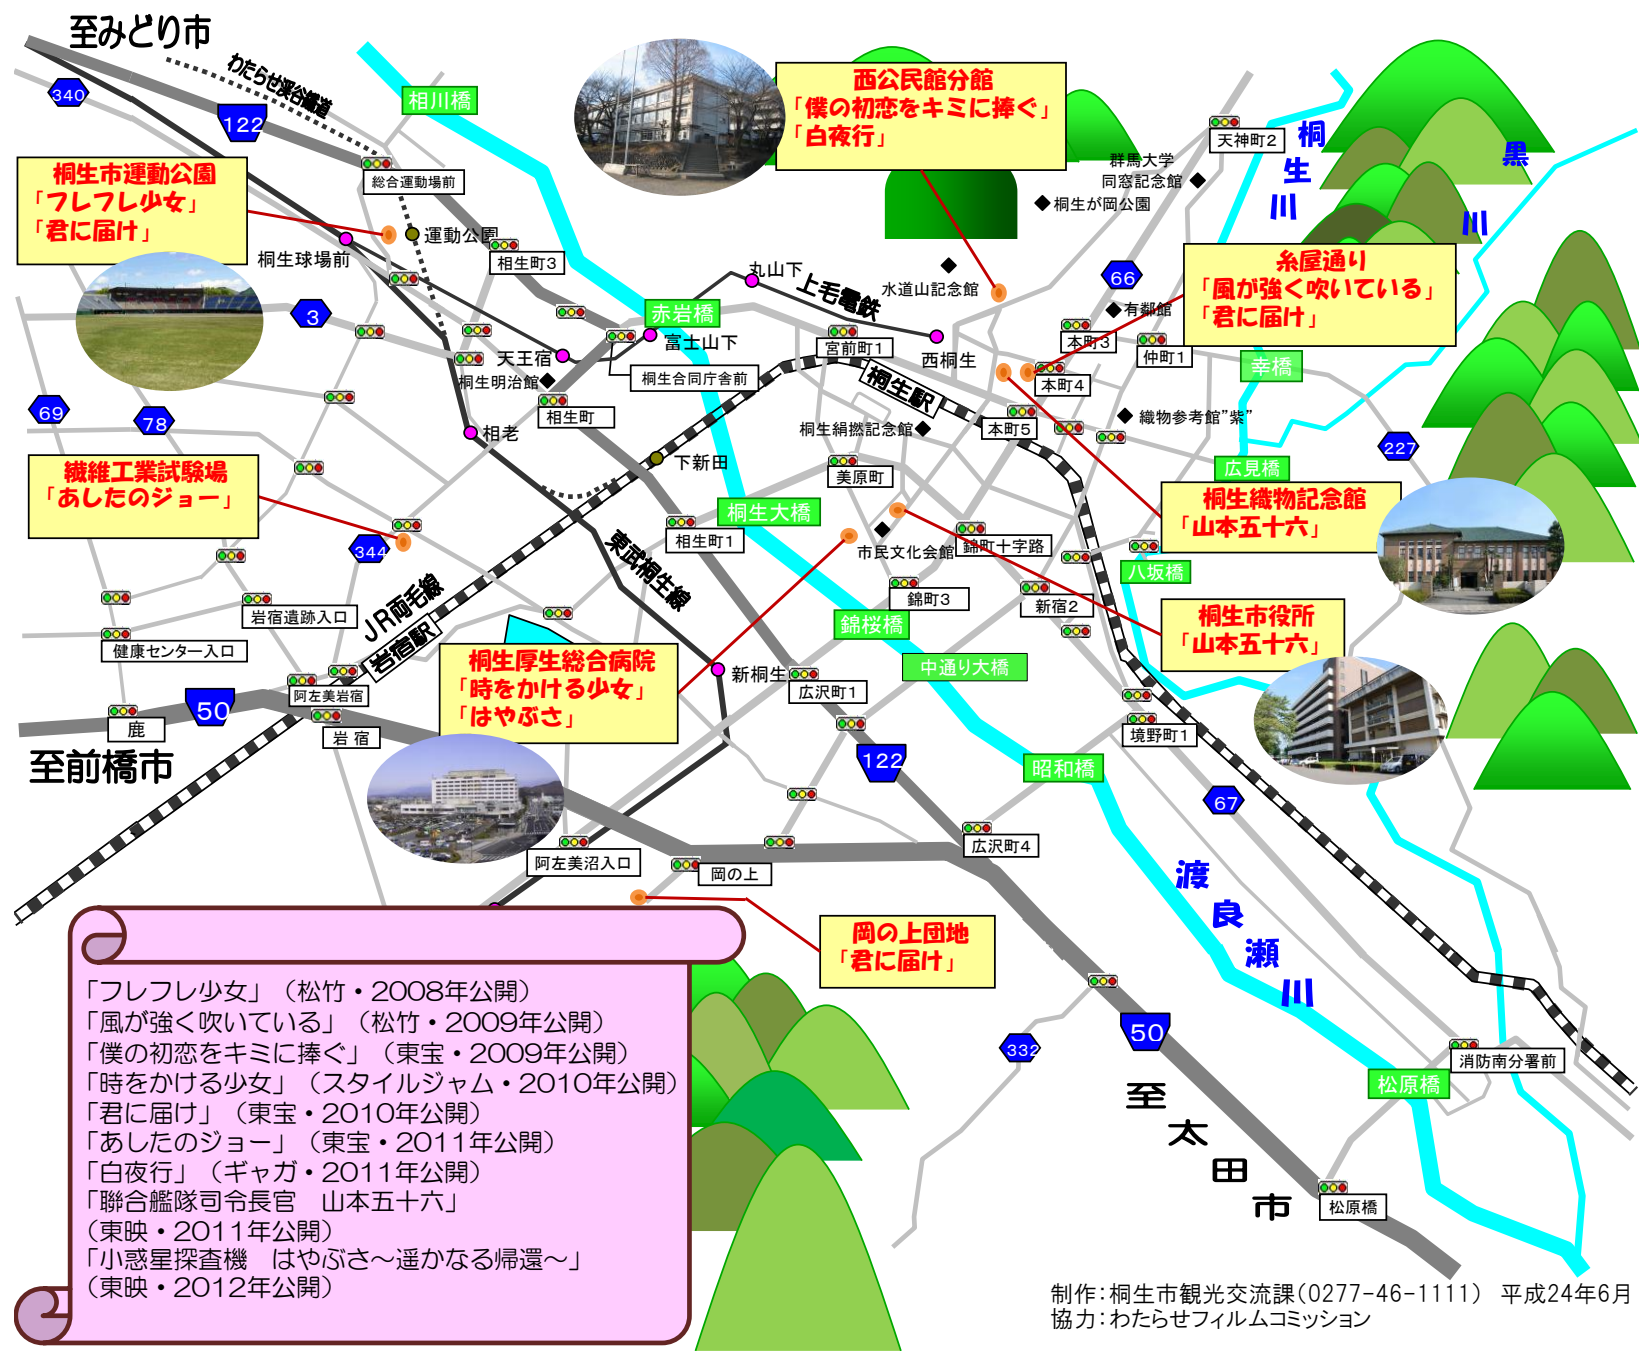 至みどり市
わたらせ渓谷鐵道
340
122
相川橋
西公民館分館
「僕の初恋をキミに捧ぐ」
「白夜行」
天神町2
桐生川
黒川
群馬大学
同窓記念館
桐生が岡公園
桐生市運動公園
「フレフレ少女」
「君に届け」
総合運動場前
運動公園
桐生球場前
相生町3
丸山下
上毛電鉄
水道山記念館
66
糸屋通り
「風が強く吹いている」
「君に届け」
有鄰館
3
赤岩橋
富士山下
宮前町1
西桐生
本町3
仲町1
幸橋
天王宿
桐生明治館
桐生合同庁舎前
桐生駅
本町4
69
78
相生町
相老
桐生絹撚記念館
本町5
織物参考館”紫”
227
繊維工業試験場
「あしたのジョー」
下新田
美原町
広見橋
桐生織物記念館
「山本五十六」
桐生大橋
344
相生町1
市民文化会館
錦町十字路
八坂橋
東武桐生線
JR両毛線
岩宿駅
岩宿遺跡入口
健康センター入口
錦町3
新宿2
桐生市役所
「山本五十六」
錦桜橋
中通り大橋
桐生厚生総合病院
「時をかける少女」
「はやぶさ」
新桐生
広沢町1
阿左美岩宿
50
鹿
岩宿
境野町1
至前橋市
122
昭和橋
67
阿左美沼入口
岡の上
広沢町4
渡良瀬川
岡の上団地
「君に届け」
「フレフレ少女」（松竹・2008年公開）
「風が強く吹いている」（松竹・2009年公開）
「僕の初恋をキミに捧ぐ」（東宝・2009年公開）
「時をかける少女」（スタイルジャム・2010年公開）
「君に届け」（東宝・2010年公開）
「あしたのジョー」（東宝・2011年公開）
「白夜行」（ギャガ・2011年公開）
「聯合艦隊司令長官　山本五十六」
（東映・2011年公開）
「小惑星探査機　はやぶさ～遥かなる帰還～」
（東映・2012年公開）
332
50
消防南分署前
松原橋
至太田市
松原橋
制作：桐生市観光交流課（0277-46-1111）　平成24年6月
協力：わたらせフィルムコミッション